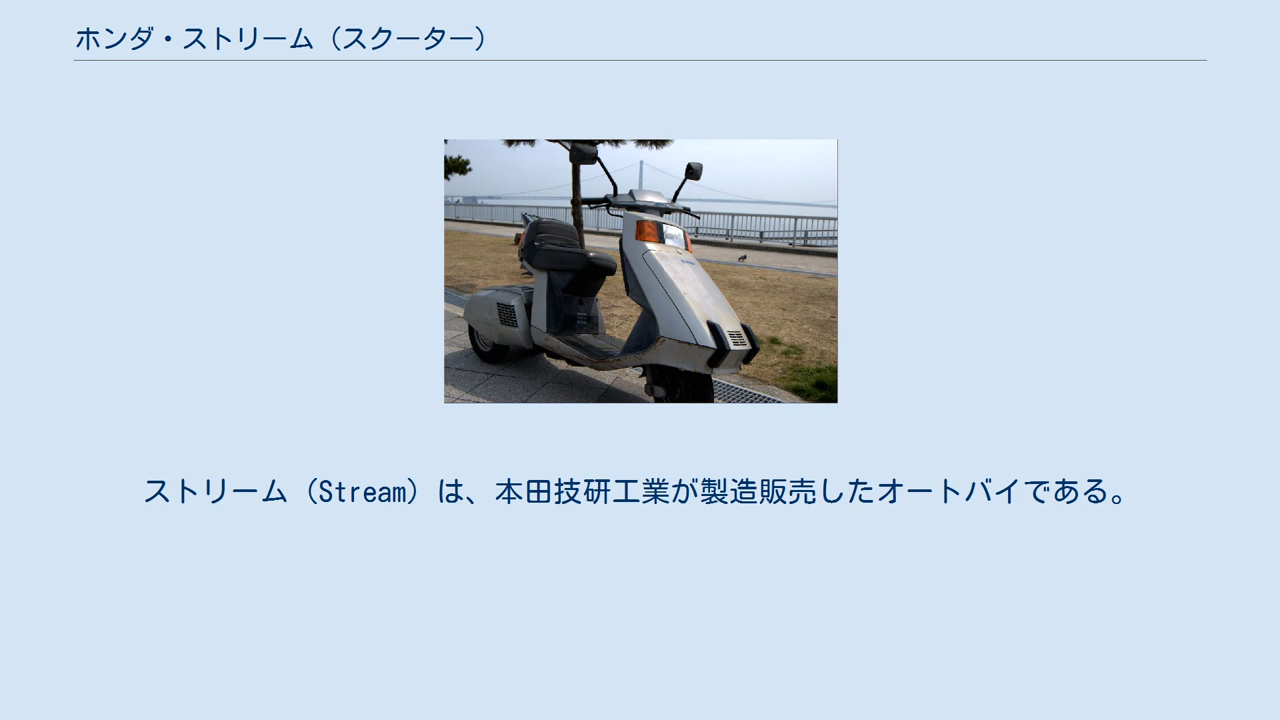 ホンダ・ストリーム（スクーター）
ストリーム（Stream）は、本田技研工業が製造販売したオートバイである。